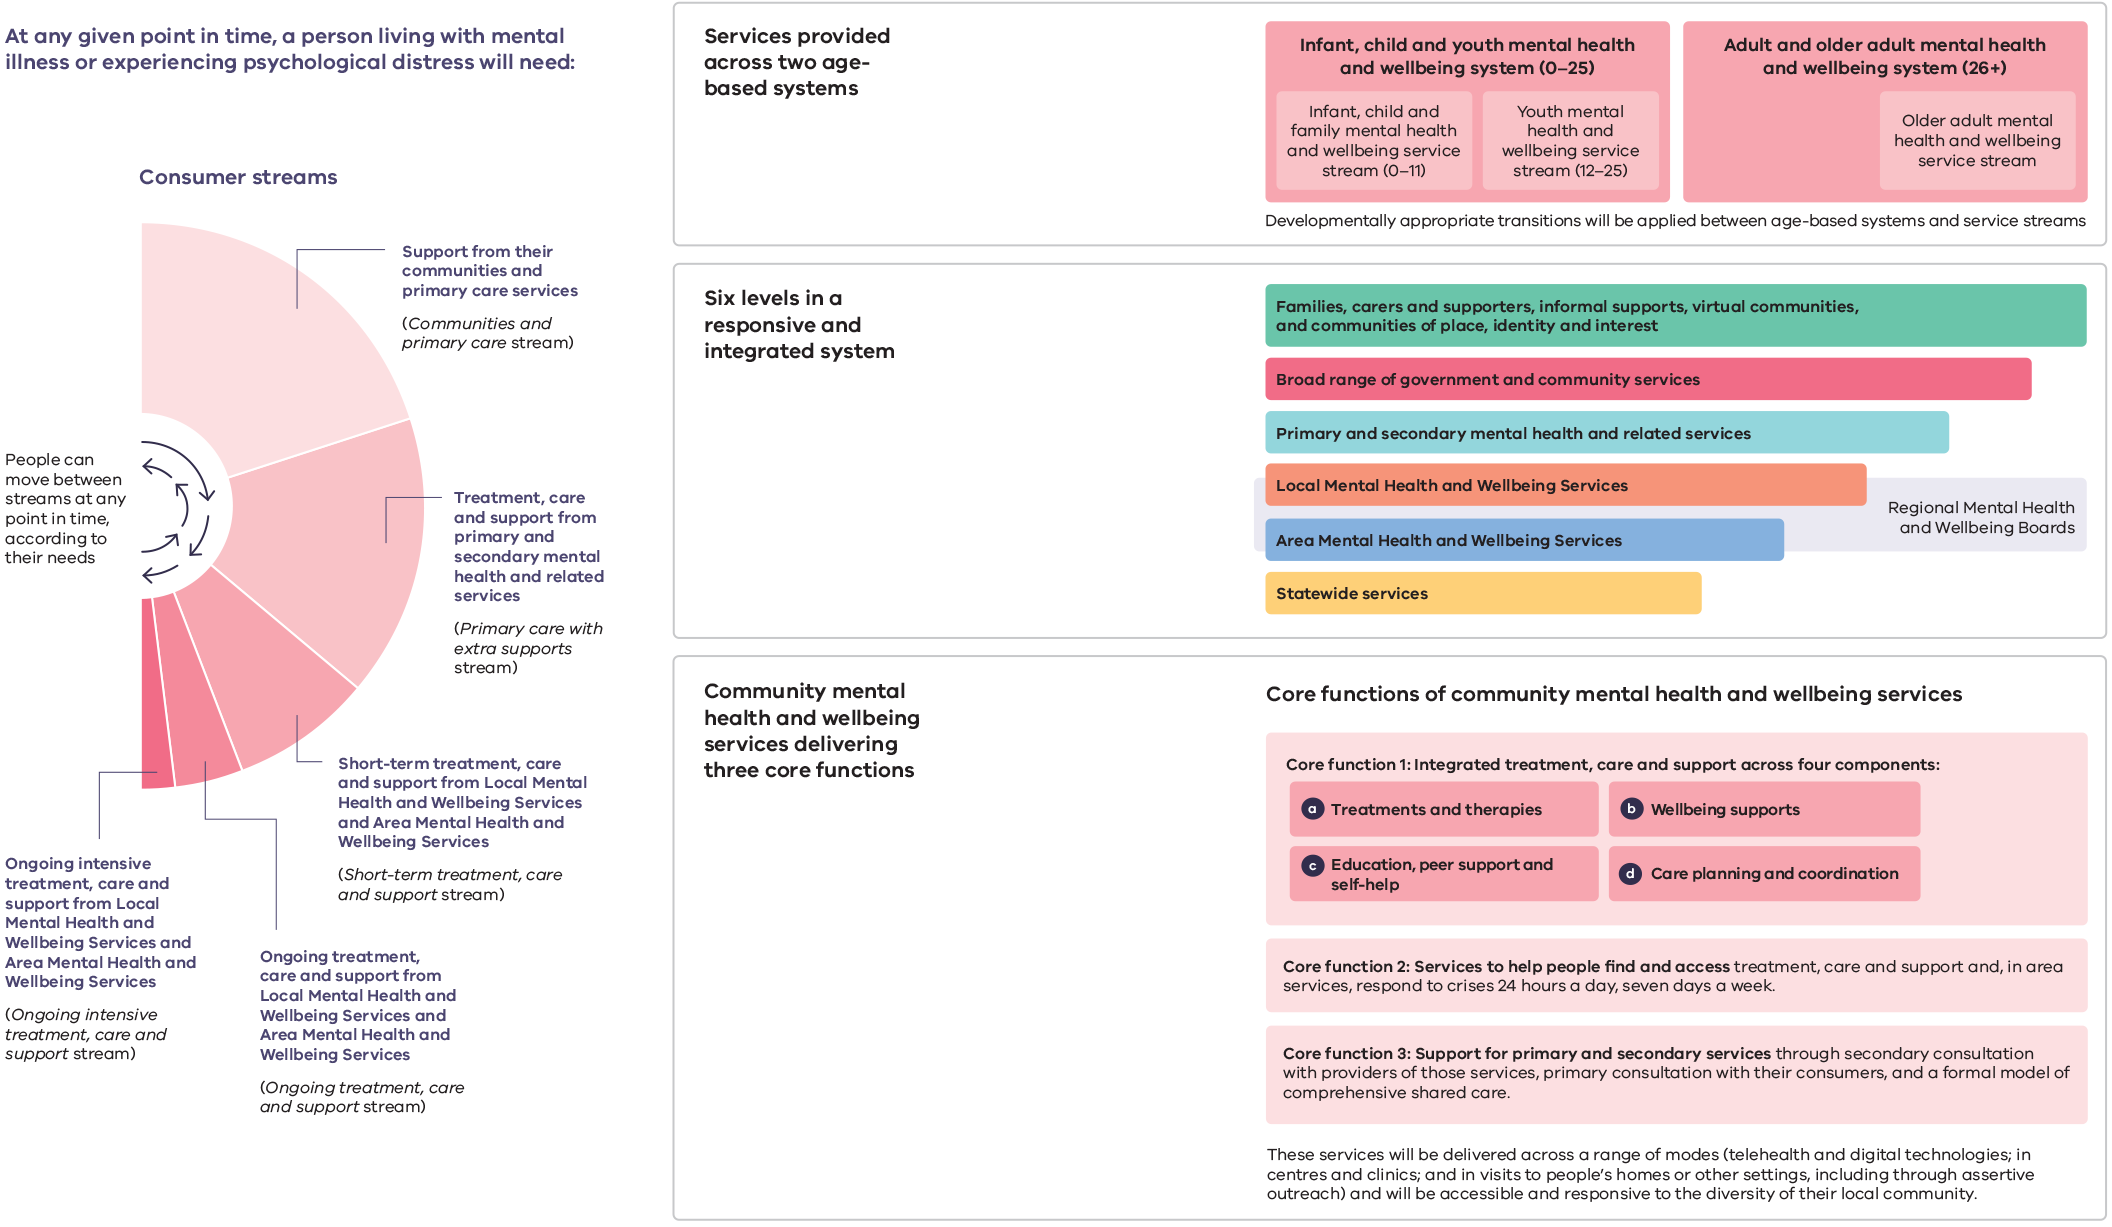 At any given point in time, a person living with mental
illness or experiencing psychological distress will need:
Consumer streams
Support from their
communities and
primary care services
(Communities and
primary care stream)
People can
move between
streams at any
point in time,
according to
their needs
Treatment, care
and support from
primary and
secondary mental
health and related
services
(Primary care with
extra supports
stream)
Short-term treatment, care
and support from Local Mental
Health and Wellbeing Services
and Area Mental Health and
Wellbeing Services
(Short-term treatment, care
and support stream)
Ongoing intensive
treatment, care and
support from Local
Mental Health and
Wellbeing Services and
Area Mental Health and
Wellbeing Services
(Ongoing intensive
treatment, care and
support stream)
Ongoing treatment,
care and support from
Local Mental Health and
Wellbeing Services and
Area Mental Health and
Wellbeing Services
(Ongoing treatment, care
and support stream)
Services provided
across two age-
based systems
Infant, child and youth mental health
and wellbeing system (0–25)
Infant, child and
family mental health
and wellbeing service
stream (0–11)
Youth mental
health and
wellbeing service
stream (12–25)
Adult and older adult mental health
and wellbeing system (26+)
Older adult mental
health and wellbeing
service stream
Developmentally appropriate transitions will be applied between age-based systems and service streams
Six levels in a
responsive and
integrated system
Families, carers and supporters, informal supports, virtual communities,
and communities of place, identity and interest
Broad range of government and community services
Primary and secondary mental health and related services
Local Mental Health and Wellbeing Services
Regional Mental Health
and Wellbeing Boards
Area Mental Health and Wellbeing Services
Statewide services
Community mental
health and wellbeing
services delivering
three core functions
Core functions of community mental health and wellbeing services
Core function 1: Integrated treatment, care and support across four components:
a Treatments and therapies
b Wellbeing supports
c Education, peer support and
self-help
d Care planning and coordination
Core function 2: Services to help people find and access treatment, care and support and, in area
services, respond to crises 24 hours a day, seven days a week.
Core function 3: Support for primary and secondary services through secondary consultation
with providers of those services, primary consultation with their consumers, and a formal model of
comprehensive shared care.
These services will be delivered across a range of modes (telehealth and digital technologies; in
centres and clinics; and in visits to people's homes or other settings, including through assertive
outreach) and will be accessible and responsive to the diversity of their local community.